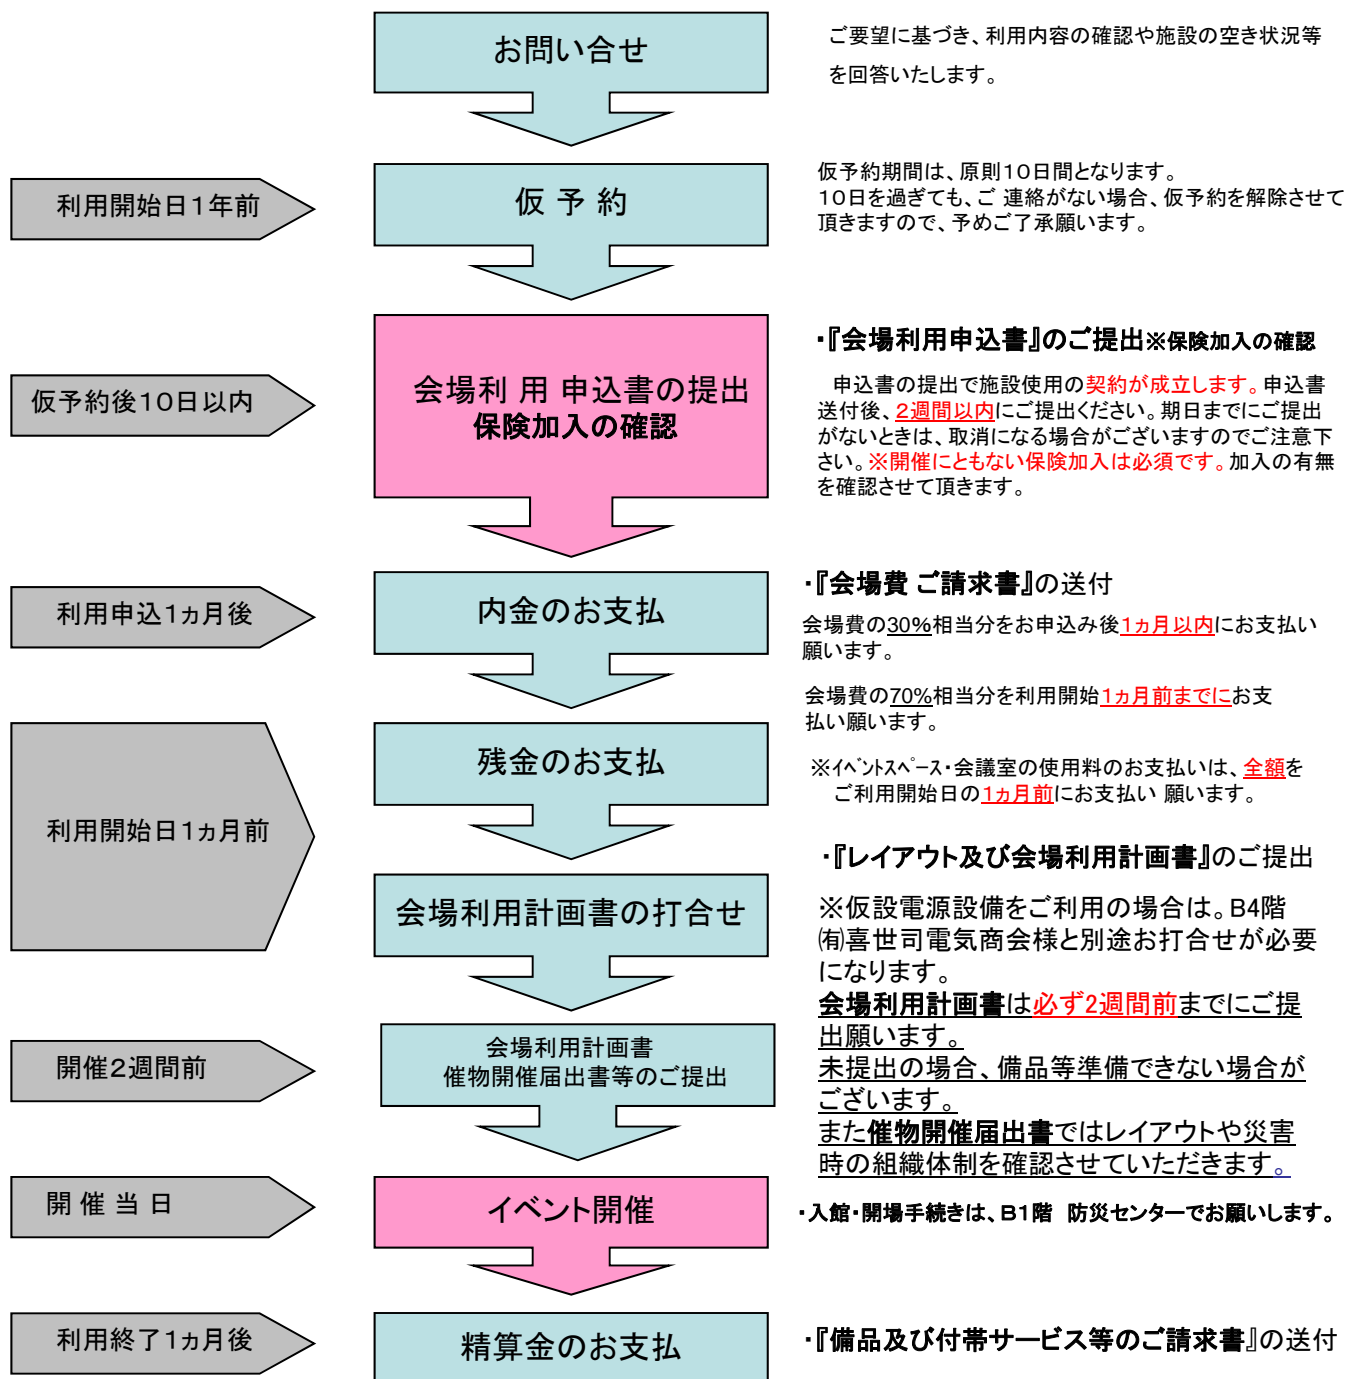 お問い合せ
ご要望に基づき、利用内容の確認や施設の空き状況等
を回答いたします。
利用開始日１年前
仮 予 約
仮予約期間は、原則１０日間となります。
１０日を過ぎても、ご 連絡がない場合、仮予約を解除させて
頂きますので、予めご了承願います。
仮予約後１０日以内
会場利 用 申込書の提出
保険加入の確認
・『会場利用申込書』のご提出※保険加入の確認
申込書の提出で施設使用の契約が成立します。申込書
送付後、２週間以内にご提出ください。期日までにご提出
がないときは、取消になる場合がございますのでご注意下
さい。※開催にともない保険加入は必須です。加入の有無
を確認させて頂きます。
利用申込１ヵ月後
内金のお支払
・『会場費 ご請求書』の送付
会場費の30%相当分をお申込み後１ヵ月以内にお支払い
願います。
会場費の70%相当分を利用開始１ヵ月前までにお支
払い願います。
利用開始日１ヵ月前
残金のお支払
※ｲﾍﾞﾝﾄｽﾍﾟｰｽ・会議室の使用料のお支払いは、全額を
ご利用開始日の１ヵ月前にお支払い 願います。
会場利用計画書の打合せ
・『レイアウト及び会場利用計画書』のご提出
※仮設電源設備をご利用の場合は。B4階
㈲喜世司電気商会様と別途お打合せが必要
になります。
会場利用計画書は必ず2週間前までにご提
出願います。
未提出の場合、備品等準備できない場合が
ございます。
また催物開催届出書ではレイアウトや災害
時の組織体制を確認させていただきます。
開催２週間前
会場利用計画書
催物開催届出書等のご提出
開 催 当 日
イベント開催
・入館・開場手続きは、Ｂ１階　防災センターでお願いします。
利用終了１ヵ月後
精算金のお支払
・『備品及び付帯サービス等のご請求書』の送付